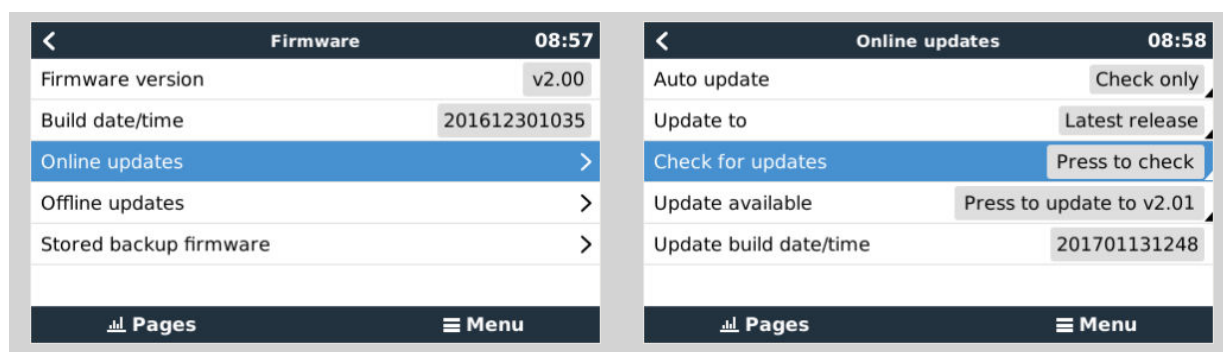 Firmware 08:57
Firmware version v2.00
Build date/time 201612301035
Online updates
Offline updates
Stored backup firmware
Pages Menu
Online updates 08:58
Auto update Check only
Update to Latest release
Check for updates Press to check
Update available Press to update to v2.01
Update build date/time 201701131248
Pages Menu